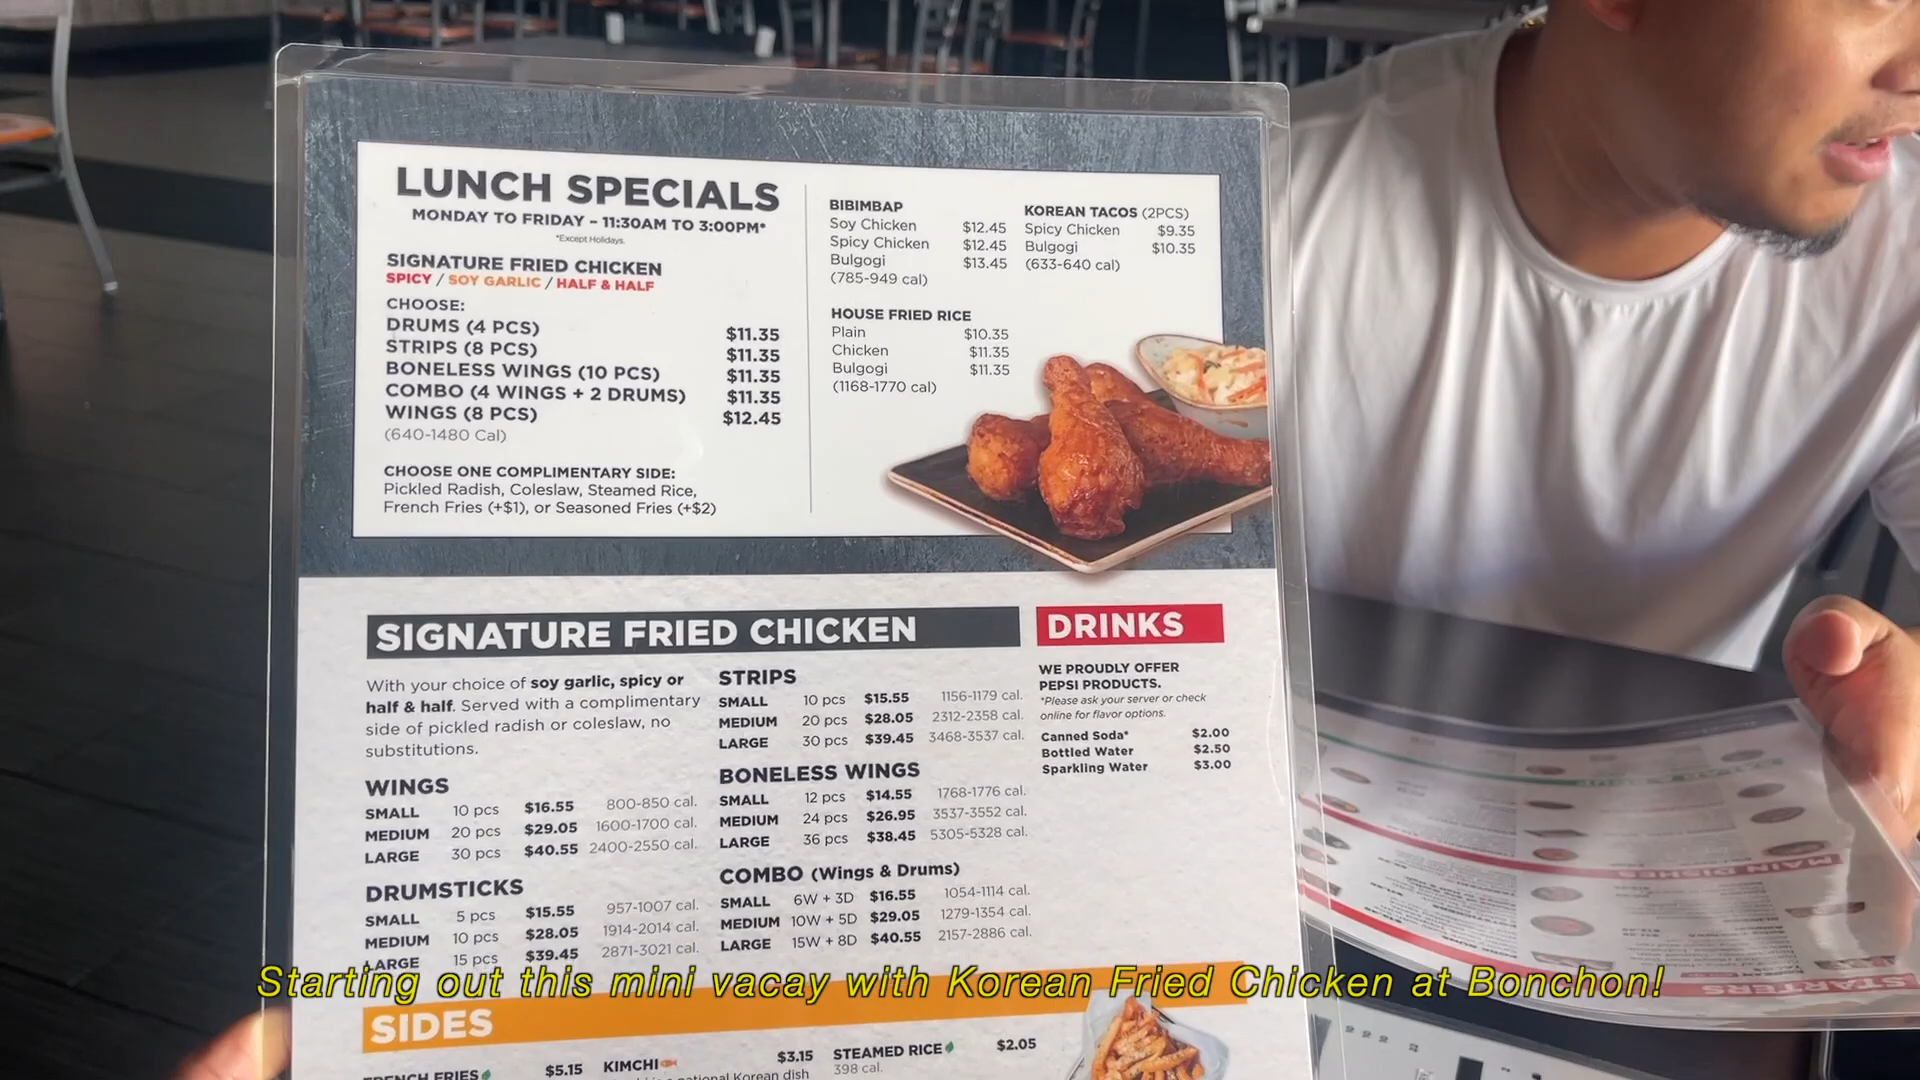 LUNCH SPECIALS
MONDAY TO FRIDAY – 11:30AM TO 3:00PM*
*Except Holidays.
SIGNATURE FRIED CHICKEN
SPICY / SOY GARLIC / HALF & HALF
CHOOSE:
DRUMS (4 PCS) $11.35
STRIPS (8 PCS) $11.35
BONELESS WINGS (10 PCS) $11.35
COMBO (4 WINGS + 2 DRUMS) $11.35
WINGS (8 PCS) $12.45
(640-1480 Cal)
CHOOSE ONE COMPLIMENTARY SIDE:
Pickled Radish, Coleslaw, Steamed Rice,
French Fries (+$1), or Seasoned Fries (+$2)
BIBIMBAP
Soy Chicken $12.45
Spicy Chicken $12.45
Bulgogi $13.45
(785-949 cal)
KOREAN TACOS (2PCS)
Spicy Chicken $9.35
Bulgogi $10.35
(633-640 cal)
HOUSE FRIED RICE
Plain $10.35
Chicken $11.35
Bulgogi $11.35
(1168-1770 cal)
SIGNATURE FRIED CHICKEN
With your choice of soy garlic, spicy or
half & half. Served with a complimentary
side of pickled radish or coleslaw, no
substitutions.
WINGS
SMALL 10 pcs $16.55 800-850 cal.
MEDIUM 20 pcs $29.05 1600-1700 cal.
LARGE 30 pcs $40.55 2400-2550 cal.
DRUMSTICKS
SMALL 5 pcs $15.55 957-1007 cal.
MEDIUM 10 pcs $28.05 1914-2014 cal.
LARGE 15 pcs $39.45 2871-3021 cal.
STRIPS
SMALL 10 pcs $15.55 1156-1179 cal.
MEDIUM 20 pcs $28.05 2312-2358 cal.
LARGE 30 pcs $39.45 3468-3537 cal.
BONELESS WINGS
SMALL 12 pcs $14.55 1768-1776 cal.
MEDIUM 24 pcs $26.95 3537-3552 cal.
LARGE 36 pcs $38.45 5305-5328 cal.
COMBO (Wings & Drums)
SMALL 6W + 3D $16.55 1054-1114 cal.
MEDIUM 10W + 5D $29.05 1279-1354 cal.
LARGE 15W + 8D $40.55 2157-2886 cal.
DRINKS
WE PROUDLY OFFER
PEPSI PRODUCTS.
*Please ask your server or check
online for flavor options.
Canned Soda* $2.00
Bottled Water $2.50
Sparkling Water $3.00
Starting out this mini vacay with Korean Fried Chicken at Bonchon!
SIDES
FRENCH FRIES $5.15
KIMCHI $3.15
national Korean dish
STEAMED RICE $2.05
398 cal.
MAIN DISHES
STARTERS